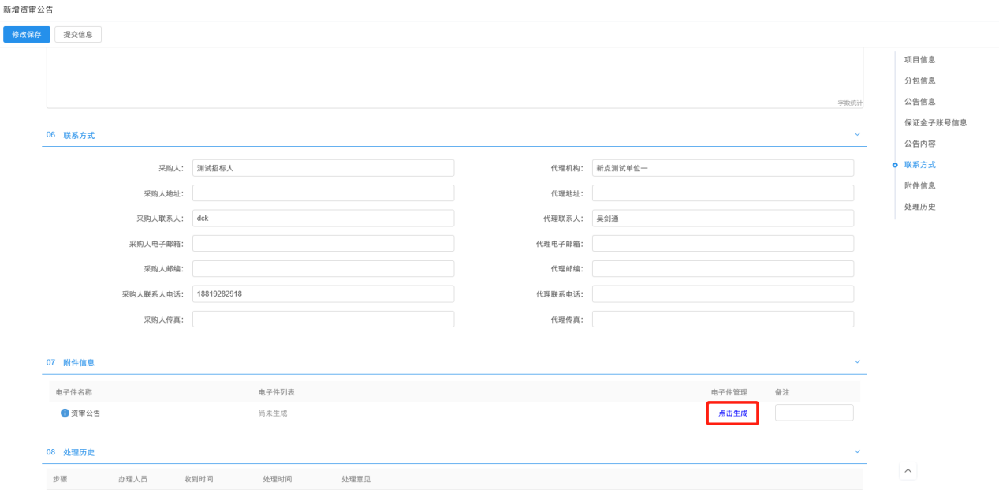 新增资审公告
修改保存 提交信息
字数统计
项目信息
分包信息
公告信息
保证金子账号信息
公告内容
联系方式
附件信息
处理历史
06 联系方式
采购人： 测试招标人 代理机构： 新点测试单位一
采购人地址： 代理地址：
采购人联系人： dck 代理联系人： 吴剑通
采购人电子邮箱： 代理电子邮箱：
采购人邮编： 代理邮编：
采购人联系人电话： 18819282918 代理联系电话：
采购人传真： 代理传真：
07 附件信息
电子件名称 电子件列表 电子件管理 备注
资审公告 尚未生成 点击生成
08 处理历史
步骤 办理人员 收到时间 处理时间 处理意见